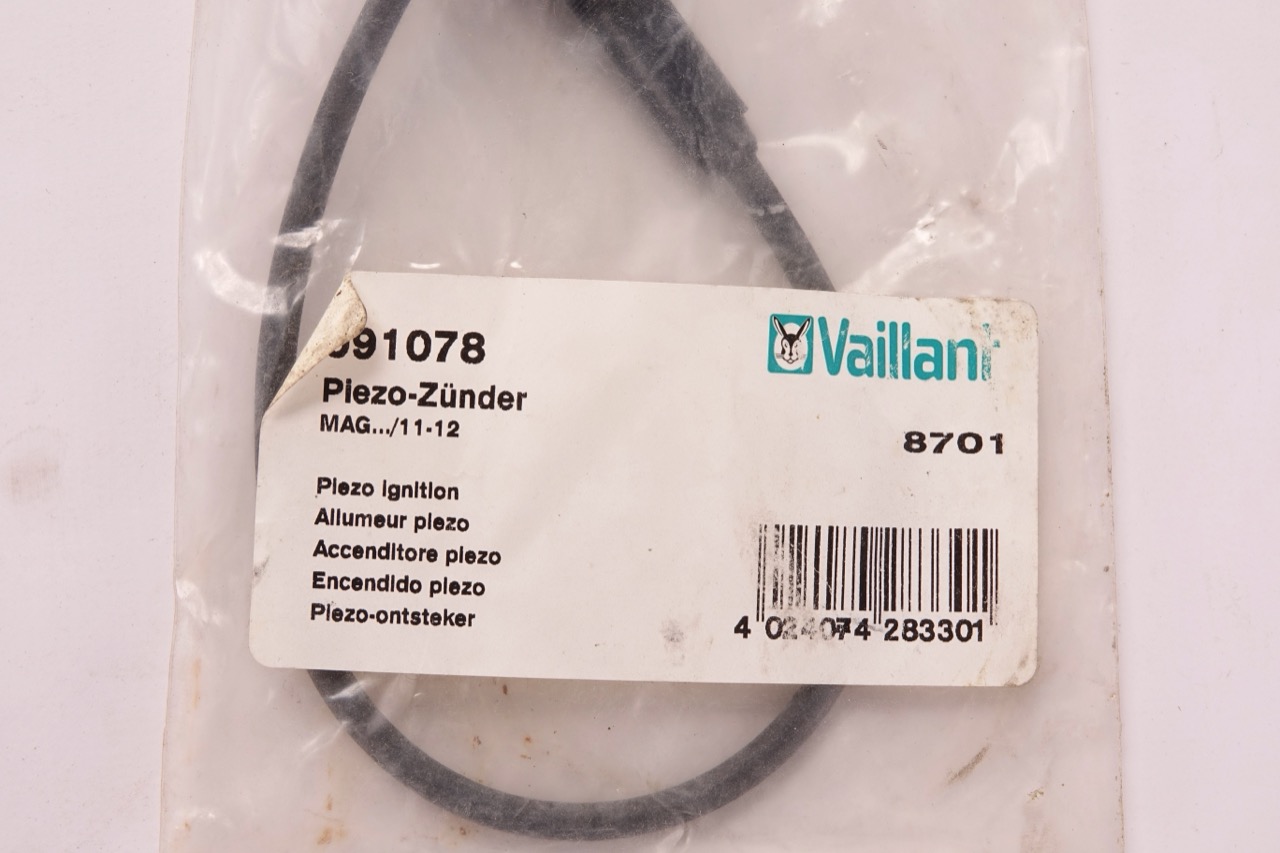 091078
Vaillant
Piezo-Zünder
MAG.../11-12
8701
Piezo ignition
Allumeur piezo
Accenditore piezo
Encendido piezo
Piezo-ontsteker
4 024074 283301